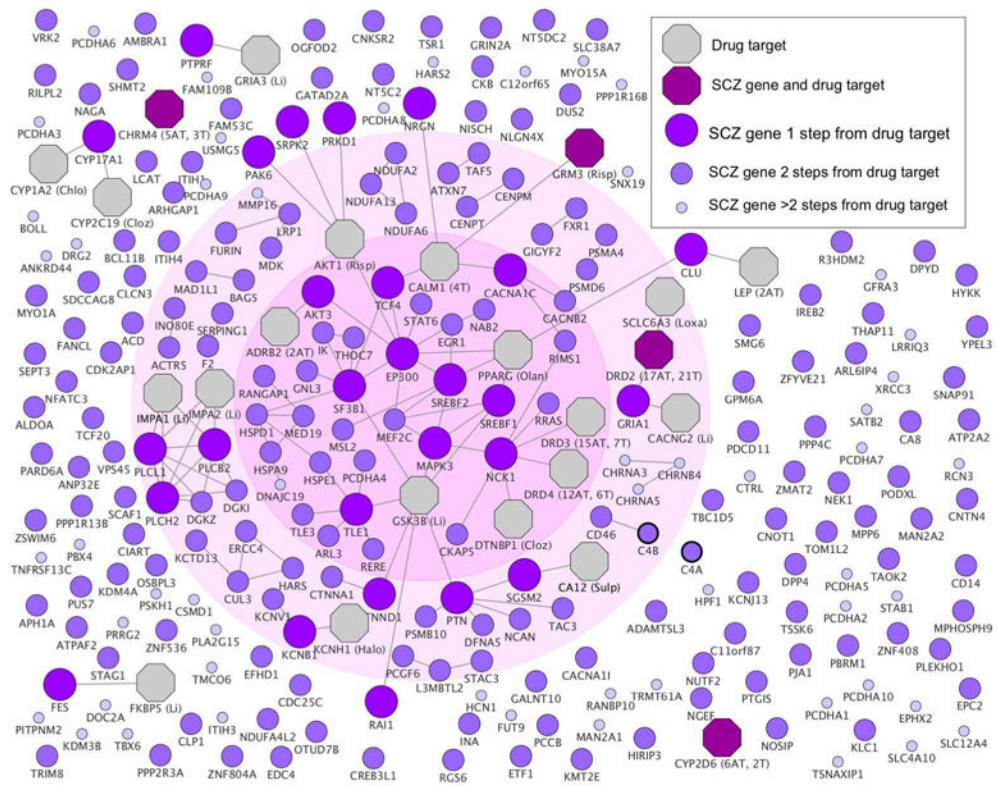 VRK2
PCDHA6
AMBRA1
PTPRF
GRIA3 (Li)
OGFOD2
CNKSR2
TSR1
GRIN2A
NT5DC2
SLC38A7
Drug target
SCZ gene and drug target
SCZ gene 1 step from drug target
SCZ gene 2 steps from drug target
SCZ gene >2 steps from drug target
RILPL2
NAGA
SHMT2
FAM109B
GATAD2A
NT5C2
HARS2
CKB
C12orf65
MYO15A
PPP1R16B
PCDHA3
CHRM4 (5AT, 3T)
FAM53C
SRPK2
PRKD1
PCDHA8
NRGN
NISCH
NLGN4X
DUS2
CYP17A1
USMG5
PAK6
CYP1A2 (Chlo)
LCAT
ITIH1
PCDHA9
NDUFA2
TAF5
GRM3 (Risp)
SNX19
CYP2C19 (Cloz)
ARHGAP1
MMP16
NDUFA13
ATXN7
CENPM
BOLL
LRP1
NDUFA6
CENPT
FXR1
DRG2
BCL11B
ITIH4
FURIN
MDK
AKT1 (Risp)
CALM1 (4T)
GIGYF2
PSMA4
CLU
LEP (2AT)
R3HDM2
DPYD
ANKRD44
SDCCAG8
CLCN3
MAD1L1
BAG5
TCF4
CACNA1C
PSMD6
GFRA3
HYKK
MYO1A
AKT3
STAT6
CACNB2
SCLC6A3 (Loxa)
IREB2
FANCL
ACD
INO80E
SERPING1
NAB2
EGR1
SMG6
THAP11
LRRIQ3
YPEL3
SEPT3
CDK2AP1
ACTR5
F2
ADRB2 (2AT)
IK
THOC7
EP300
PPARG (Olan)
RIMS1
DRD2 (17AT, 21T)
ZFYVE21
ARL6IP4
XRCC3
NFATC3
IMPA1 (Li)
IMPA2 (Li)
RANGAP1
GNL3
SF3B1
SREBF2
GPM6A
SNAP91
ALDOA
TCF20
HSPD1
MED19
MSL2
MEF2C
SREBF1
RRAS
DRD3 (15AT, 7T)
GRIA1
CACNG2 (Li)
PDCD11
PPP4C
SATB2
CA8
ATP2A2
PARD6A
VPS45
PLCL1
PLCB2
HSPA9
HSPE1
PCDHA4
MAPK3
NCK1
CHRNA3
CHRNB4
PCDHA7
RCN3
ANP32E
DNAJC19
DRD4 (12AT, 6T)
CHRNA5
CTRL
ZMAT2
NEK1
PODXL
PPP1R13B
SCAF1
PLCH2
DGKZ
DGKI
TLE3
TLE1
GSK3B (Li)
TBC1D5
CNTN4
ZSWIM6
ARL3
DTNBP1 (Cloz)
CD46
C4B
CNOT1
TOM1L2
MPP6
MAN2A2
TNFRSF13C
PBX4
CIART
KCTD13
ERCC4
RERE
CKAP5
C4A
OSBPL3
HARS
CTNNA1
CA12 (Sulp)
HPF1
KCNJ13
DPP4
PCDHA5
TAOK2
CD14
PUS7
KDM4A
PSKH1
CSMD1
CUL3
SGSM2
STAB1
APH1A
KCNV1
PTN
TAC3
ADAMTSL3
TSSK6
PCDHA2
MPHOSPH9
ATPAF2
PRRG2
ZNF536
PLA2G15
KCNB1
KCNH1 (Halo)
PSMB10
DFNA5
NCAN
C11orf87
PJA1
PBRM1
ZNF408
PLEKHO1
STAG1
TMCO6
EFHD1
PCGF6
L3MBTL2
STAC3
CACNA1I
NUTF2
FES
FKBP5 (Li)
CDC25C
RAI1
HCN1
GALNT10
RANBP10
TRMT61A
NGEF
PTGIS
PCDHA10
EPC2
PITPNM2
DOC2A
PCDHA1
EPHX2
KDM3B
TBX6
CLP1
ITIH3
NDUFA4L2
OTUD7B
INA
FUT9
PCCB
MAN2A1
HIRIP3
CYP2D6 (6AT, 2T)
NOSIP
KLC1
SLC4A10
SLC12A4
TRIM8
PPP2R3A
ZNF804A
EDC4
CREB3L1
RGS6
ETF1
KMT2E
TSNAXIP1